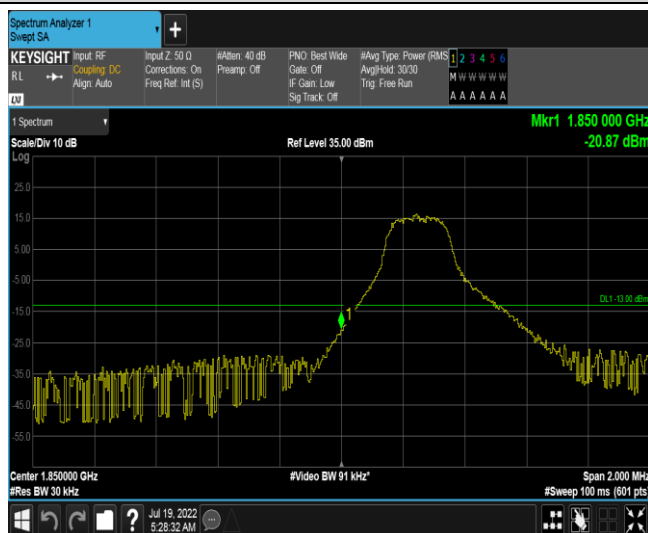 Spectrum Analyzer 1
Swept SA
KEYSIGHT
RL
Input: RF
Coupling: DC
Align: Auto
Input Z: 50 Ω
Corrections: On
Freq Ref: Int (S)
#Atten: 40 dB
Preamp: Off
PNO: Best Wide
Gate: Off
IF Gain: Low
Sig Track: Off
#Avg Type: Power (RMS
Avg|Hold: 30/30
Trig: Free Run
1 2 3 4 5 6
M W W W W W
A A A A A A
LXI
1 Spectrum
Mkr1 1.850 000 GHz
Scale/Div 10 dB
Ref Level 35.00 dBm
-20.87 dBm
Log
25.0
15.0
5.00
-5.00
DL1 -13.00 dBm
1
-15.0
-25.0
-35.0
-45.0
-55.0
Center 1.850000 GHz
#Video BW 91 kHz*
Span 2.000 MHz
#Res BW 30 kHz
#Sweep 100 ms (601 pts)
Jul 19, 2022
5:28:32 AM